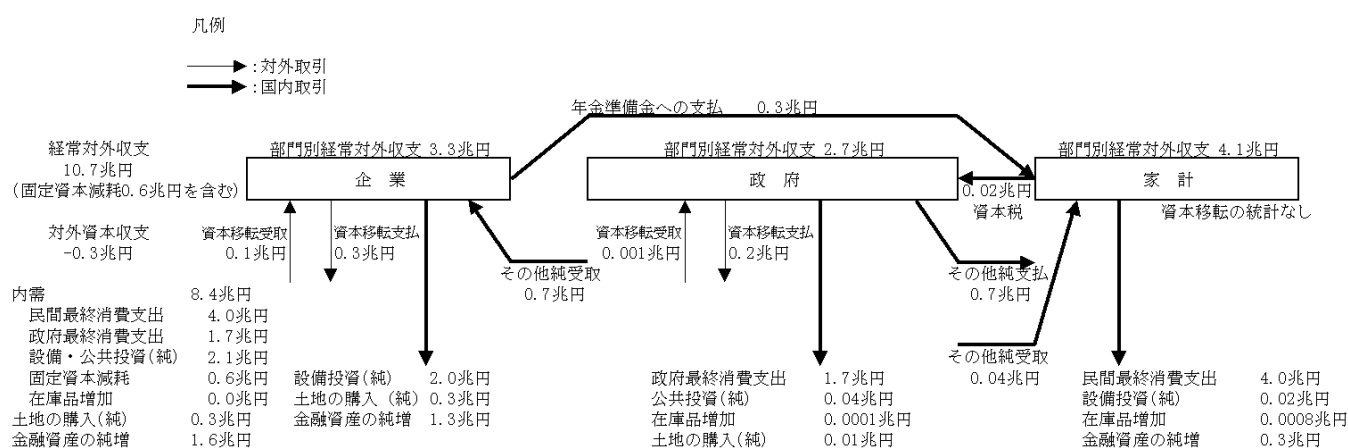 凡例
:対外取引
:国内取引
年金準備金への支払 0.3兆円
経常対外収支
10.7兆円
(固定資本減耗0.6兆円を含む)
部門別経常対外収支 3.3兆円
企 業
部門別経常対外収支 2.7兆円
政 府
部門別経常対外収支 4.1兆円
家 計
0.02兆円
資本税
資本移転の統計なし
対外資本収支
-0.3兆円
資本移転受取
0.1兆円
資本移転支払
0.3兆円
その他純受取
0.7兆円
資本移転受取
0.001兆円
資本移転支払
0.2兆円
その他純支払
0.7兆円
その他純受取
0.04兆円
内需 8.4兆円
民間最終消費支出 4.0兆円
政府最終消費支出 1.7兆円
設備・公共投資(純) 2.1兆円
固定資本減耗 0.6兆円
在庫品増加 0.0兆円
土地の購入(純) 0.3兆円
金融資産の純増 1.6兆円
設備投資(純) 2.0兆円
土地の購入 (純) 0.3兆円
金融資産の純増 1.3兆円
政府最終消費支出 1.7兆円
公共投資(純) 0.04兆円
在庫品増加 0.0001兆円
土地の購入(純) 0.01兆円
民間最終消費支出 4.0兆円
設備投資(純) 0.02兆円
在庫品増加 0.0008兆円
金融資産の純増 0.3兆円